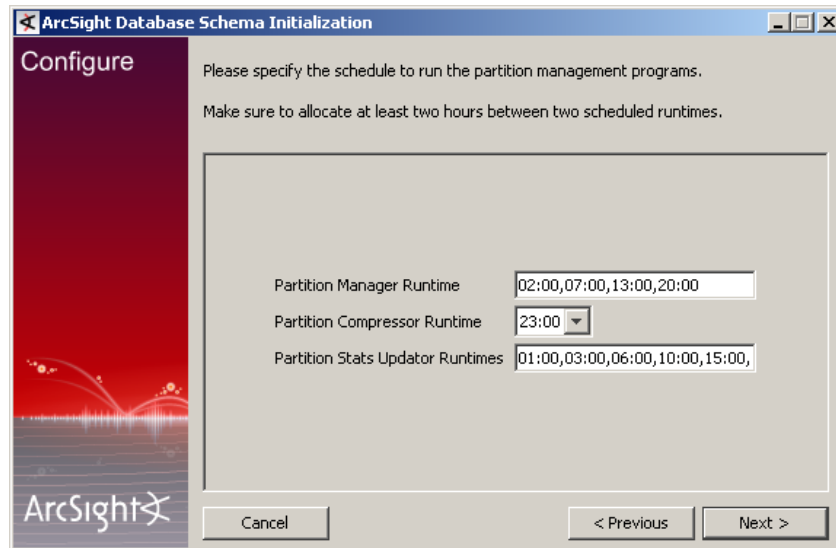 ArcSight Database Schema Initialization
Configure
Please specify the schedule to run the partition management programs.
Make sure to allocate at least two hours between two scheduled runtimes.
Partition Manager Runtime 02:00,07:00,13:00,20:00
Partition Compressor Runtime 23:00
Partition Stats Updator Runtimes 01:00,03:00,06:00,10:00,15:00,
ArcSight
Cancel < Previous Next >